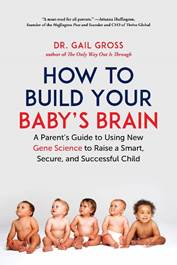 "A must-read for all parents." —Arianna Huffington,
founder of the Huffington Post and Founder and CEO of Thrive Global
DR. GAIL GROSS
author of The Only Way Out Is Through
HOW TO
BUILD YOUR
BABY'S BRAIN
A Parent's Guide to Using New
Gene Science to Raise a Smart,
Secure, and Successful Child